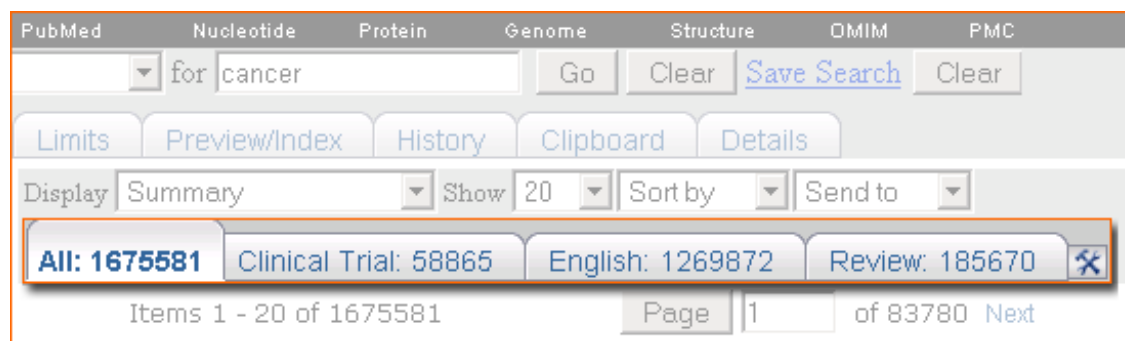 PubMed Nucleotide Protein Genome Structure OMIM PMC
for cancer Go Clear Save Search Clear
Limits Preview/Index History Clipboard Details
Display Summary Show 20 Sort by Send to
All: 1675581 Clinical Trial: 58865 English: 1269872 Review: 185670
Items 1 - 20 of 1675581 Page 1 of 83780 Next